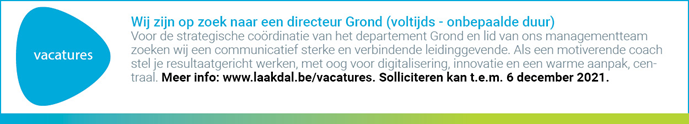 vacatures
Wij zijn op zoek naar een directeur Grond (voltijds - onbepaalde duur)
Voor de strategische coördinatie van het departement Grond en lid van ons managementteam
zoeken wij een communicatief sterke en verbindende leidinggevende. Als een motiverende coach
stel je resultaatgericht werken, met oog voor digitalisering, innovatie en een warme aanpak, cen-
traal. Meer info: www.laakdal.be/vacatures. Solliciteren kan t.e.m. 6 december 2021.